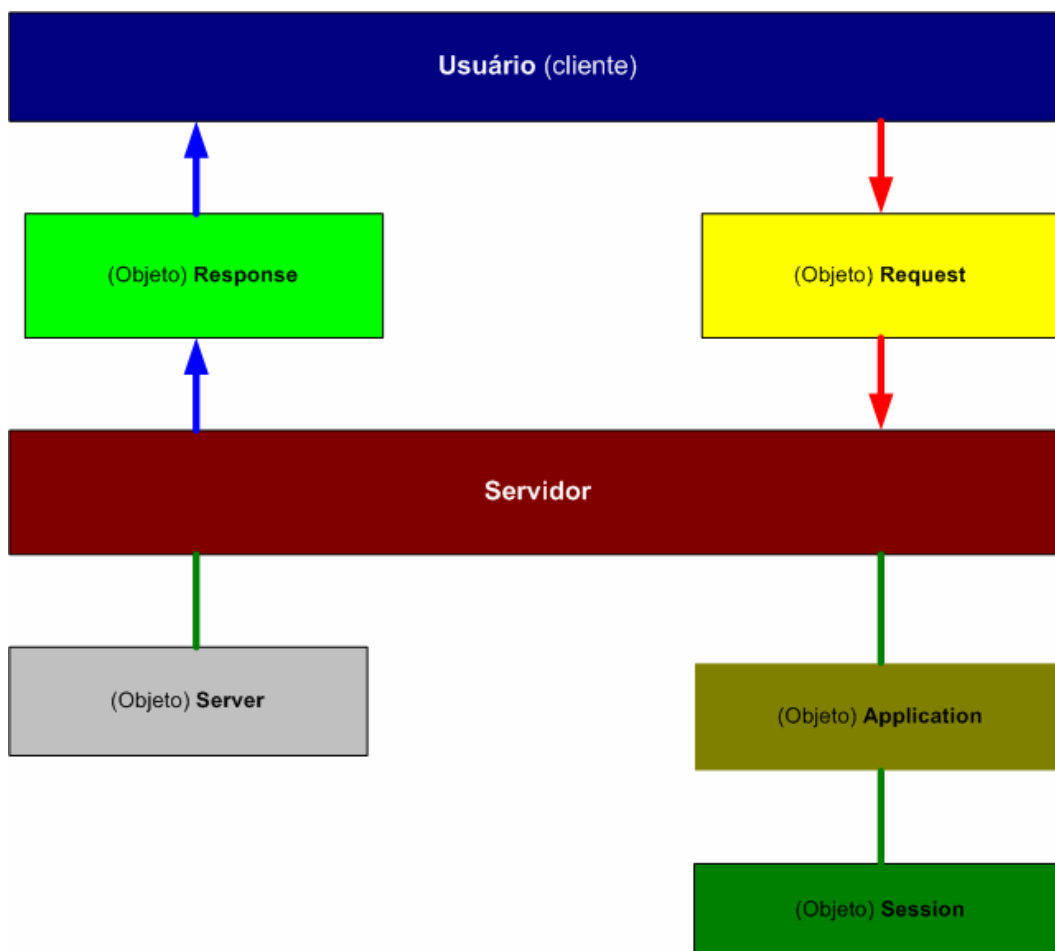 Usuário (cliente)
(Objeto) Response
(Objeto) Request
Servidor
(Objeto) Server
(Objeto) Application
(Objeto) Session